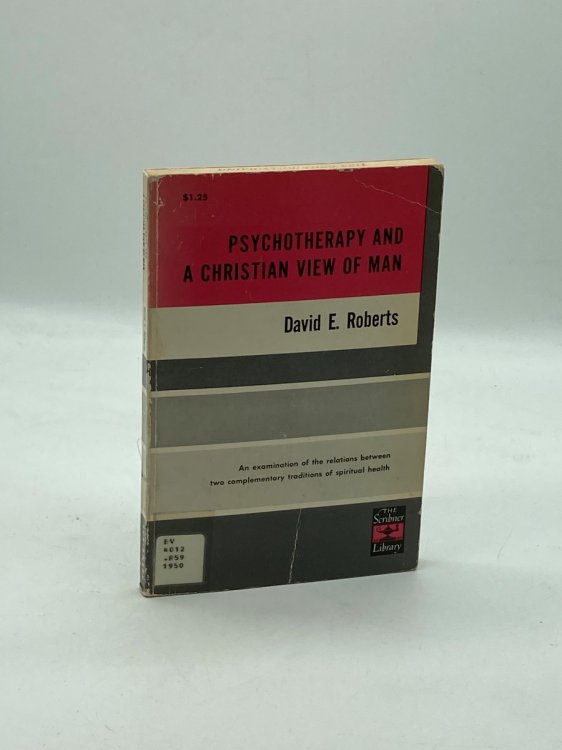 $1.25
PSYCHOTHERAPY AND
A CHRISTIAN VIEW OF MAN
David E. Roberts
An examination of the relations between
two complementary traditions of spiritual health
THE
Scribner
Library
BV
4012
.R59
1950